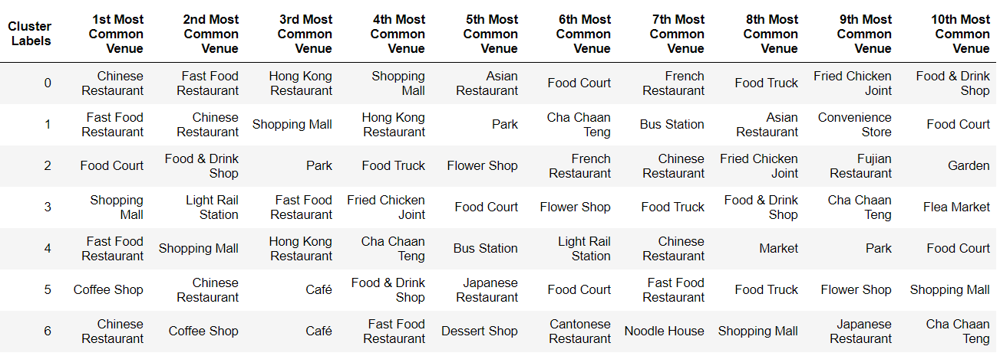 Cluster Labels 1st Most Common Venue 2nd Most Common Venue 3rd Most Common Venue 4th Most Common Venue 5th Most Common Venue 6th Most Common Venue 7th Most Common Venue 8th Most Common Venue 9th Most Common Venue 10th Most Common Venue
0 Chinese Restaurant Fast Food Restaurant Hong Kong Restaurant Shopping Mall Asian Restaurant Food Court French Restaurant Food Truck Fried Chicken Joint Food & Drink Shop
1 Fast Food Restaurant Chinese Restaurant Shopping Mall Hong Kong Restaurant Park Cha Chaan Teng Bus Station Asian Restaurant Convenience Store Food Court
2 Food Court Food & Drink Shop Park Food Truck Flower Shop French Restaurant Chinese Restaurant Fried Chicken Joint Fujian Restaurant Garden
3 Shopping Mall Light Rail Station Fast Food Restaurant Fried Chicken Joint Food Court Flower Shop Food Truck Food & Drink Shop Cha Chaan Teng Flea Market
4 Fast Food Restaurant Shopping Mall Hong Kong Restaurant Cha Chaan Teng Bus Station Light Rail Station Chinese Restaurant Market Park Food Court
5 Coffee Shop Chinese Restaurant Café Food & Drink Shop Japanese Restaurant Food Court Fast Food Restaurant Food Truck Flower Shop Shopping Mall
6 Chinese Restaurant Coffee Shop Café Fast Food Restaurant Dessert Shop Cantonese Restaurant Noodle House Shopping Mall Japanese Restaurant Cha Chaan Teng